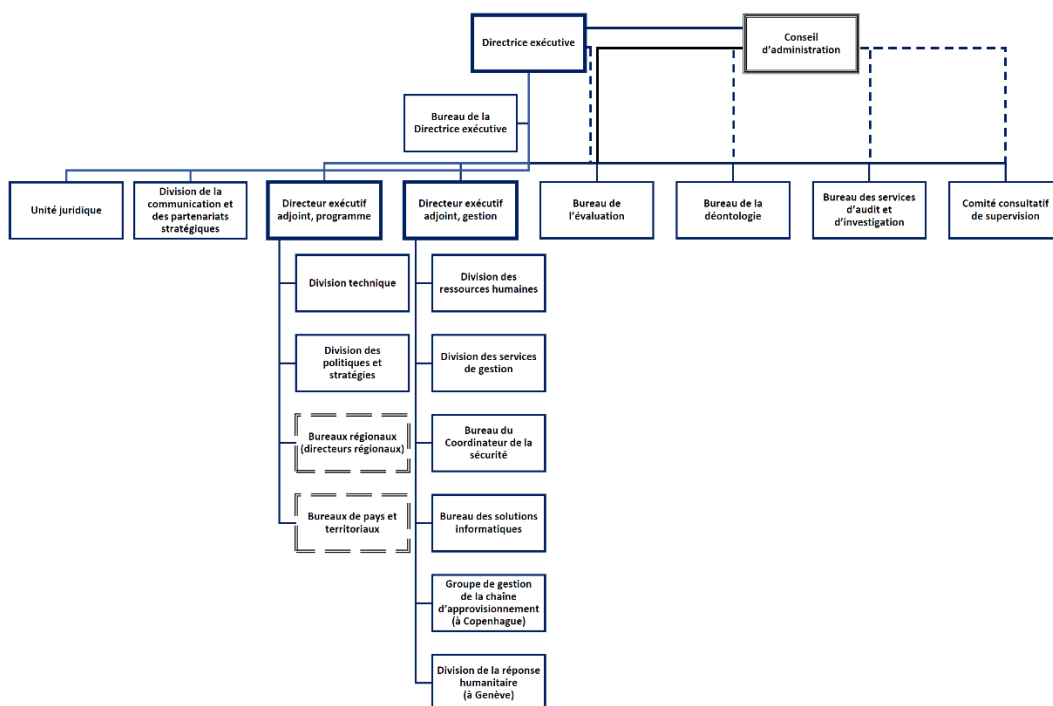 Directrice exécutive
Conseil
d’administration
Bureau de la
Directrice exécutive
Unité juridique
Division de la
communication et
des partenariats
stratégiques
Directeur exécutif
adjoint, programme
Directeur exécutif
adjoint, gestion
Bureau de
l’évaluation
Bureau de la
déontologie
Bureau des services
d’audit et
d’investigation
Comité consultatif
de supervision
Division technique
Division des
ressources humaines
Division des
politiques et
stratégies
Division des services
de gestion
Bureaux régionaux
(directeurs régionaux)
Bureau du
Coordinateur de la
sécurité
Bureaux de pays et
territoriaux
Bureau des solutions
informatiques
Groupe de gestion
de la chaîne
d’approvisionnement
(à Copenhague)
Division de la réponse
humanitaire
(à Genève)